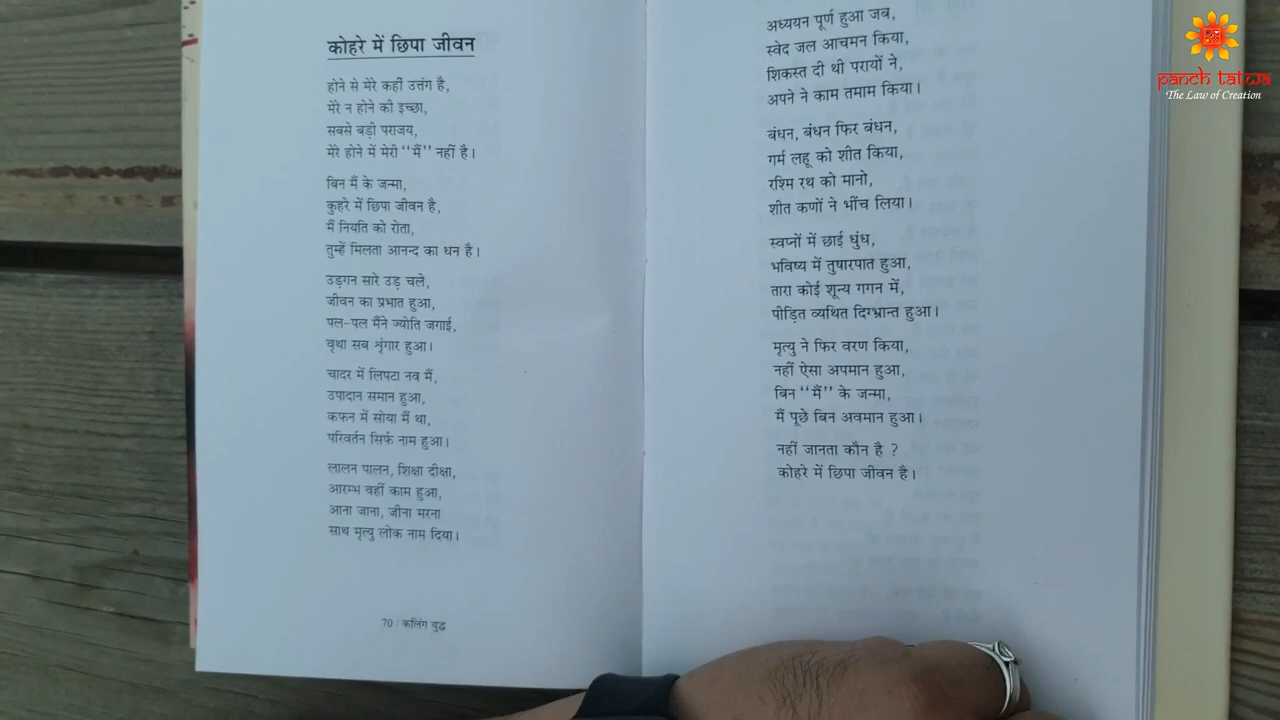 कोहरे में छिपा जीवन
होने से मेरे कहीं उत्तंग है,
मेरे न होने की इच्छा,
सबसे बड़ी पराजय,
मेरे होने में मेरी “मैं” नहीं है।
बिन मैं के जन्मा,
कुहरे में छिपा जीवन है,
मैं नियति को रोता,
तुम्हें मिलता आनन्द का धन है।
उड़गन सारे उड़ चले,
जीवन का प्रभात हुआ,
पल-पल मैंने ज्योति जगाई,
वृथा सब शृंगार हुआ।
चादर में लिपटा नव मैं,
उपादान समान हुआ,
कफन में सोया मैं था,
परिवर्तन सिर्फ नाम हुआ।
लालन पालन, शिक्षा दीक्षा,
आरम्भ वहीं काम हुआ,
आना जाना, जीना मरना
साथ मृत्यु लोक नाम दिया।
70 / कलिंग युद्ध
अध्ययन पूर्ण हुआ जब,
स्वेद जल आचमन किया,
शिकस्त दी थी परायों ने,
अपने ने काम तमाम किया।
बंधन, बंधन फिर बंधन,
गर्म लहू को शीत किया,
रश्मि रथ को मानो,
शीत कणों ने भींच लिया।
स्वप्नों में छाई धुंध,
भविष्य में तुषारपात हुआ,
तारा कोई शून्य गगन में,
पीड़ित व्यथित दिग्भ्रान्त हुआ।
मृत्यु ने फिर वरण किया,
नहीं ऐसा अपमान हुआ,
बिन “मैं” के जन्मा,
मैं पूछे बिन अवमान हुआ।
नहीं जानता कौन है ?
कोहरे में छिपा जीवन है।
panch tatwa
The Law of Creation